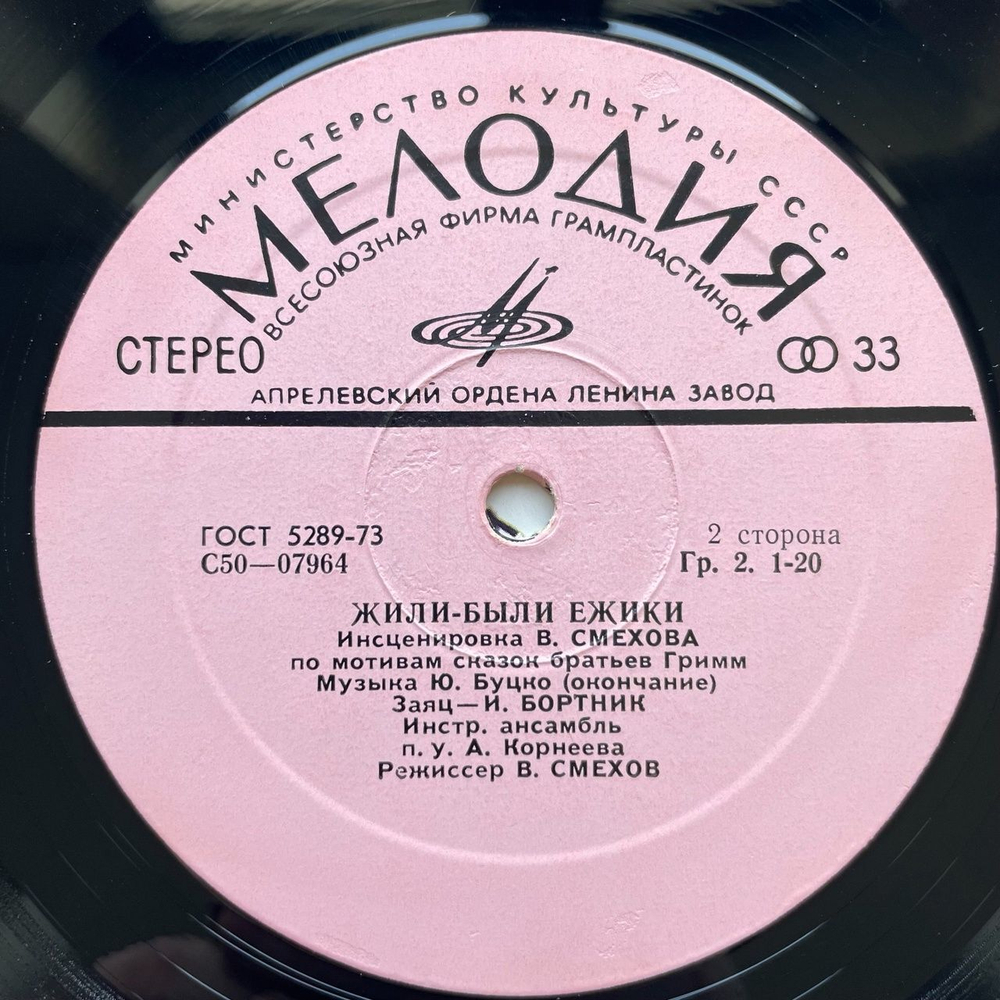 МИНИСТЕРСТВО КУЛЬТУРЫ СССР
МЕЛОДИЯ
ВСЕСОЮЗНАЯ ФИРМА ГРАМПЛАСТИНОК
СТЕРЕО 33
АПРЕЛЕВСКИЙ ОРДЕНА ЛЕНИНА ЗАВОД
ГОСТ 5289-73 2 сторона
С50—07964 Гр. 2. 1-20
ЖИЛИ-БЫЛИ ЕЖИКИ
Инсценировка В. СМЕХОВА
по мотивам сказок братьев Гримм
Музыка Ю. Буцко (окончание)
Заяц—И. БОРТНИК
Инстр. ансамбль
п. у. А. Корнеева
Режиссер В. СМЕХОВ